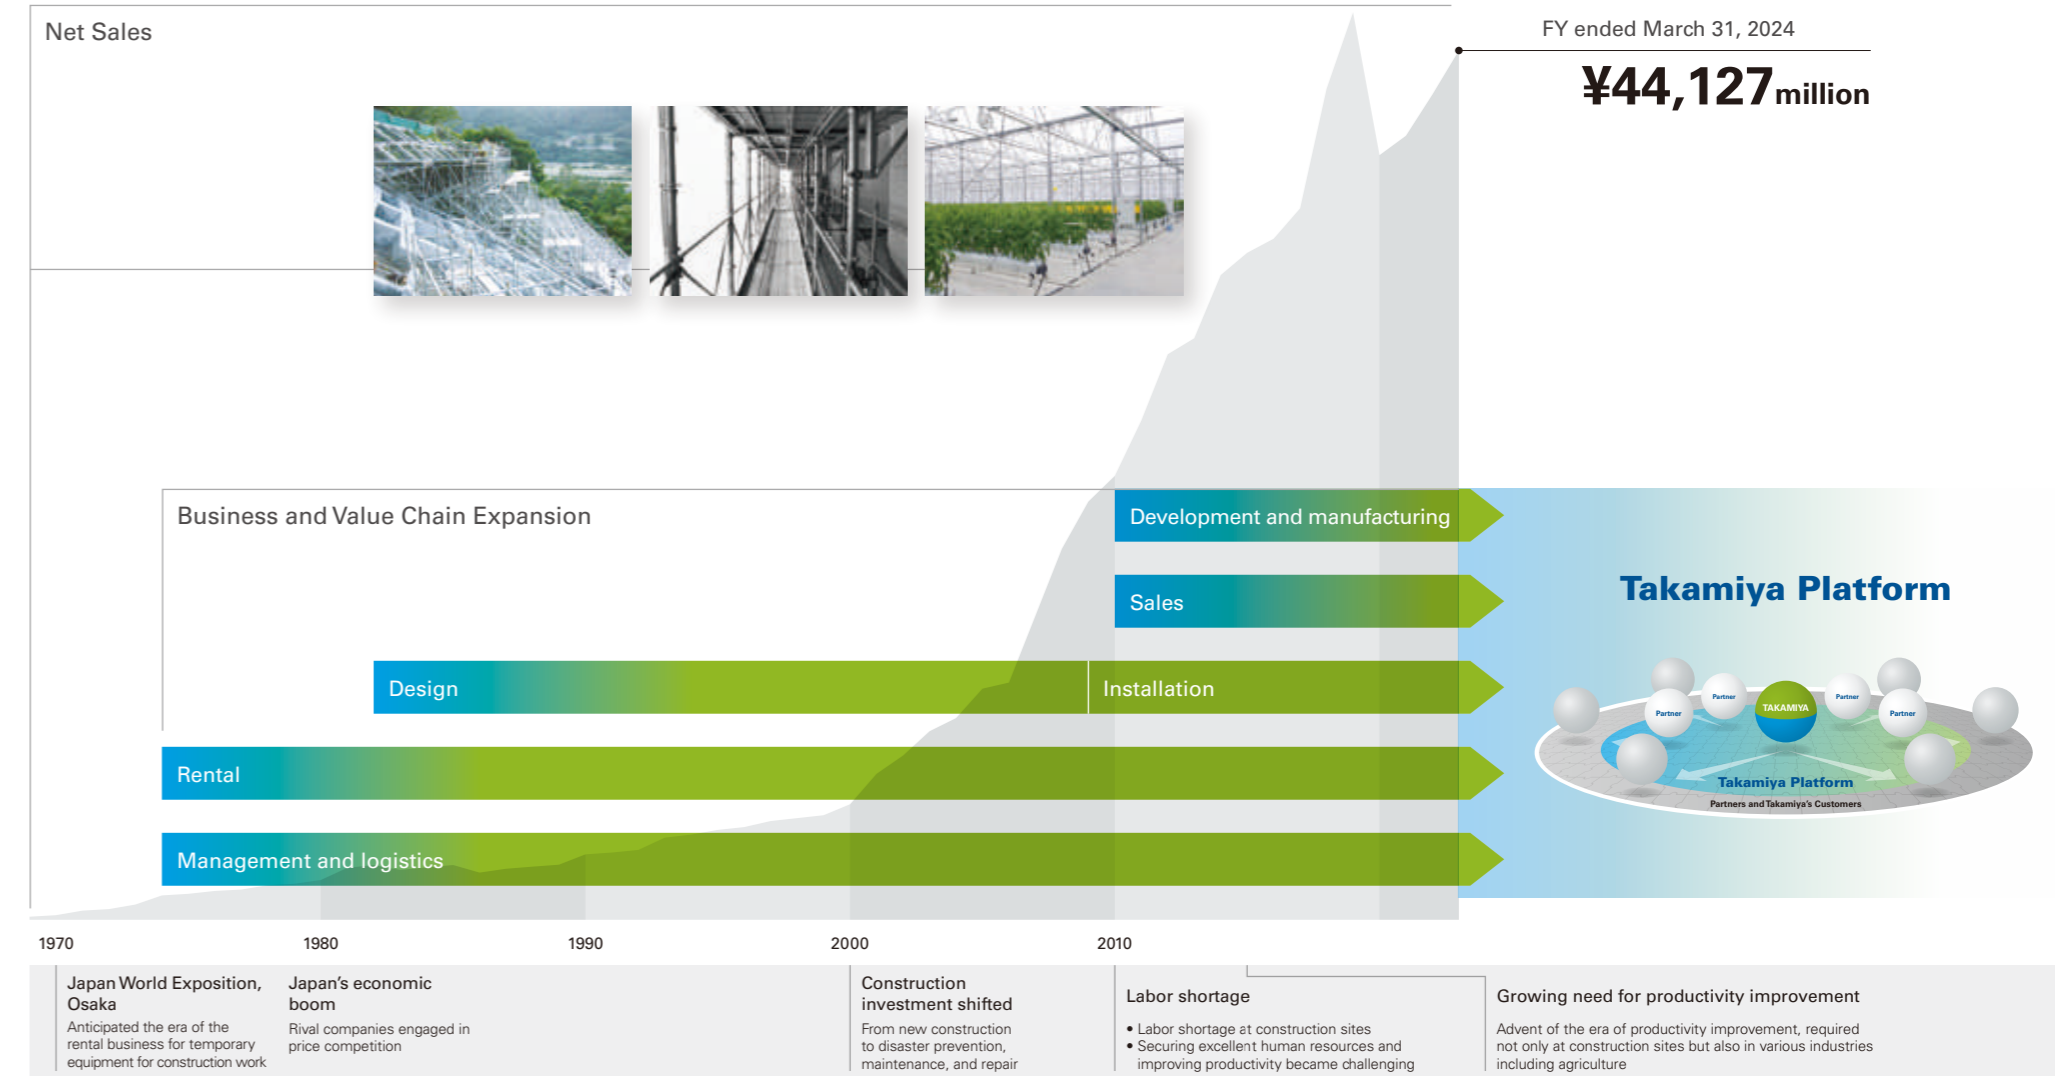 Net Sales
FY ended March 31, 2024
¥44,127million
Business and Value Chain Expansion
Development and manufacturing
Sales
Design
Installation
Rental
Management and logistics
Takamiya Platform
Partner
Partner
TAKAMIYA
Partner
Partner
Takamiya Platform
Partners and Takamiya's Customers
1970
1980
1990
2000
2010
Japan World Exposition,
Osaka
Anticipated the era of the
rental business for temporary
equipment for construction work
Japan's economic
boom
Rival companies engaged in
price competition
Construction
investment shifted
From new construction
to disaster prevention,
maintenance, and repair
Labor shortage
• Labor shortage at construction sites
• Securing excellent human resources and
improving productivity became challenging
Growing need for productivity improvement
Advent of the era of productivity improvement, required
not only at construction sites but also in various industries
including agriculture